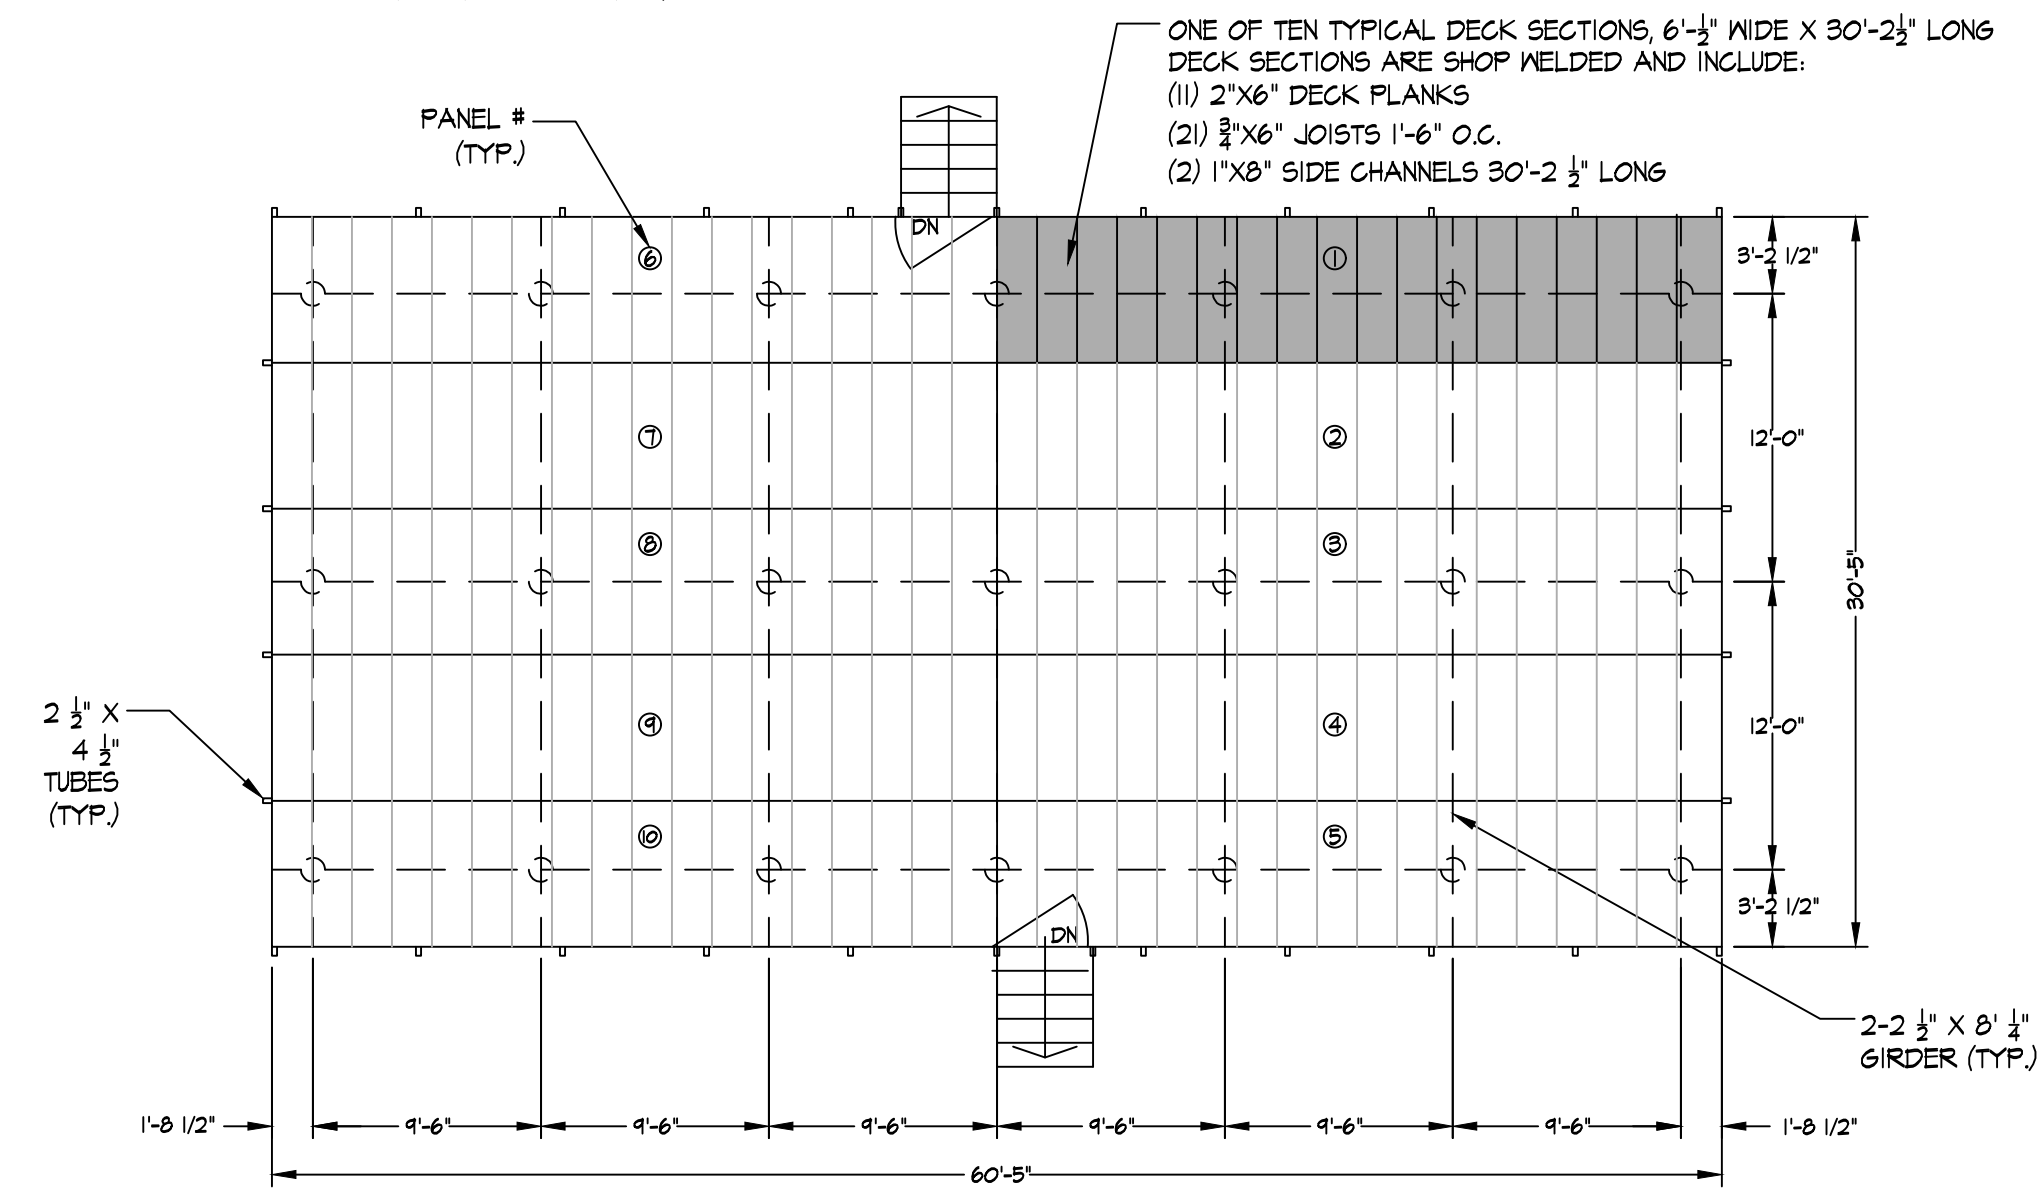 ONE OF TEN TYPICAL DECK SECTIONS, 6'-½" WIDE X 30'-2½" LONG
DECK SECTIONS ARE SHOP WELDED AND INCLUDE:
(11) 2"X6" DECK PLANKS
(21) ¾"X6" JOISTS 1'-6" O.C.
(2) 1"X8" SIDE CHANNELS 30'-2 ½" LONG
PANEL #
(TYP.)
DN
6
1
3'-2 1/2"
7
2
12'-0"
8
3
30'-5"
2 ½" X
4 ½"
TUBES
(TYP.)
9
4
12'-0"
10
5
3'-2 1/2"
DN
2-2 ½" X 8' ¼"
GIRDER (TYP.)
1'-8 1/2"
9'-6"
9'-6"
9'-6"
9'-6"
9'-6"
9'-6"
1'-8 1/2"
60'-5"